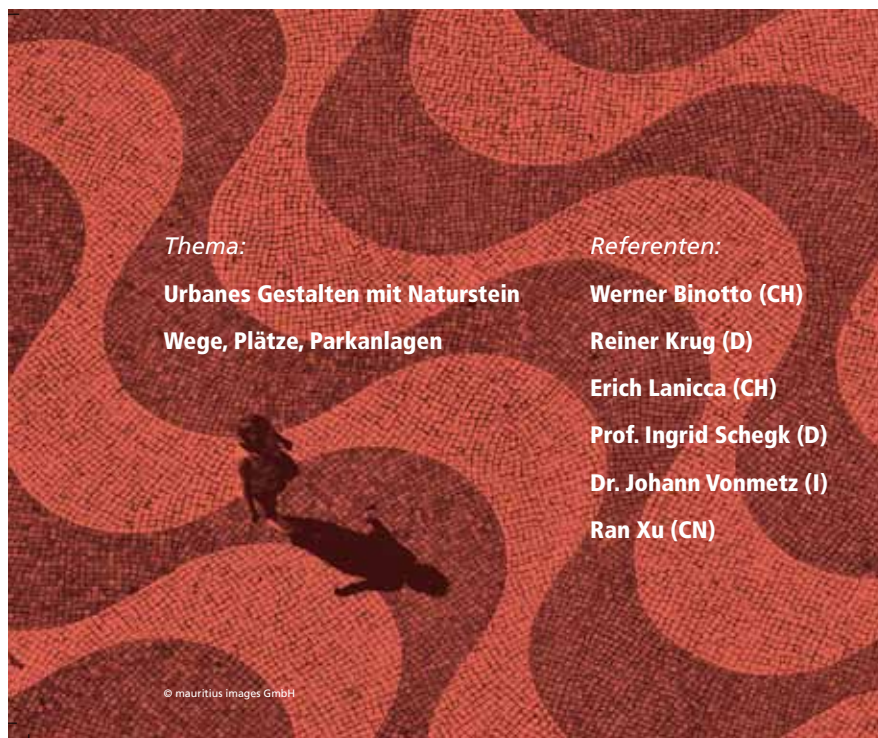 Thema:
Urbanes Gestalten mit Naturstein
Wege, Plätze, Parkanlagen
Referenten:
Werner Binotto (CH)
Reiner Krug (D)
Erich Lanicca (CH)
Prof. Ingrid Schegk (D)
Dr. Johann Vonmetz (I)
Ran Xu (CN)
© mauritius images GmbH